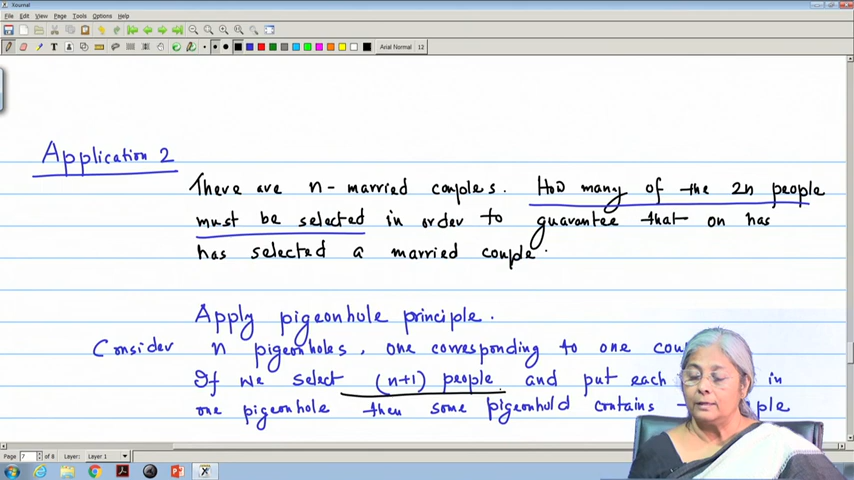 Xournal
File Edit View Page Tools Options Help
Arial Normal 12
Application 2
There are n-married couples. How many of the 2n people
must be selected in order to guarantee that on has
has selected a married couple.
Apply pigeonhole principle.
Consider n pigeonholes, one corresponding to one
If we select (n+1) people and put each in
one pigeonhole then some pigeonhold contains
Page 7 of 8 Layer: Layer 1